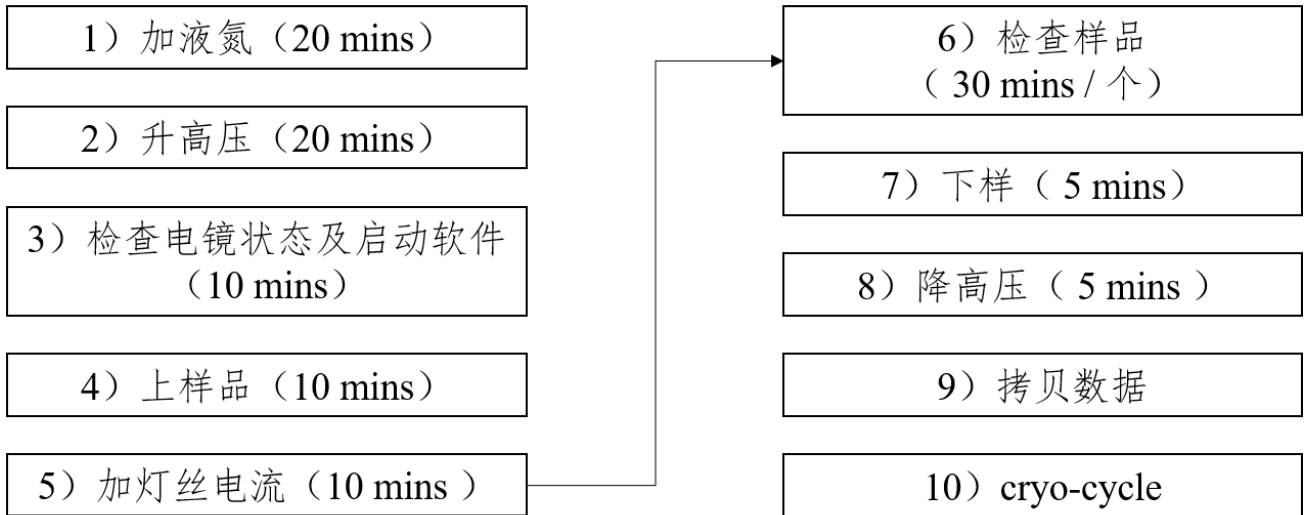 1）加液氮（20 mins）
2）升高压（20 mins）
3）检查电镜状态及启动软件
（10 mins）
4）上样品（10 mins）
5）加灯丝电流（10 mins ）
6）检查样品
（ 30 mins / 个）
7）下样（ 5 mins）
8）降高压（ 5 mins ）
9）拷贝数据
10）cryo-cycle